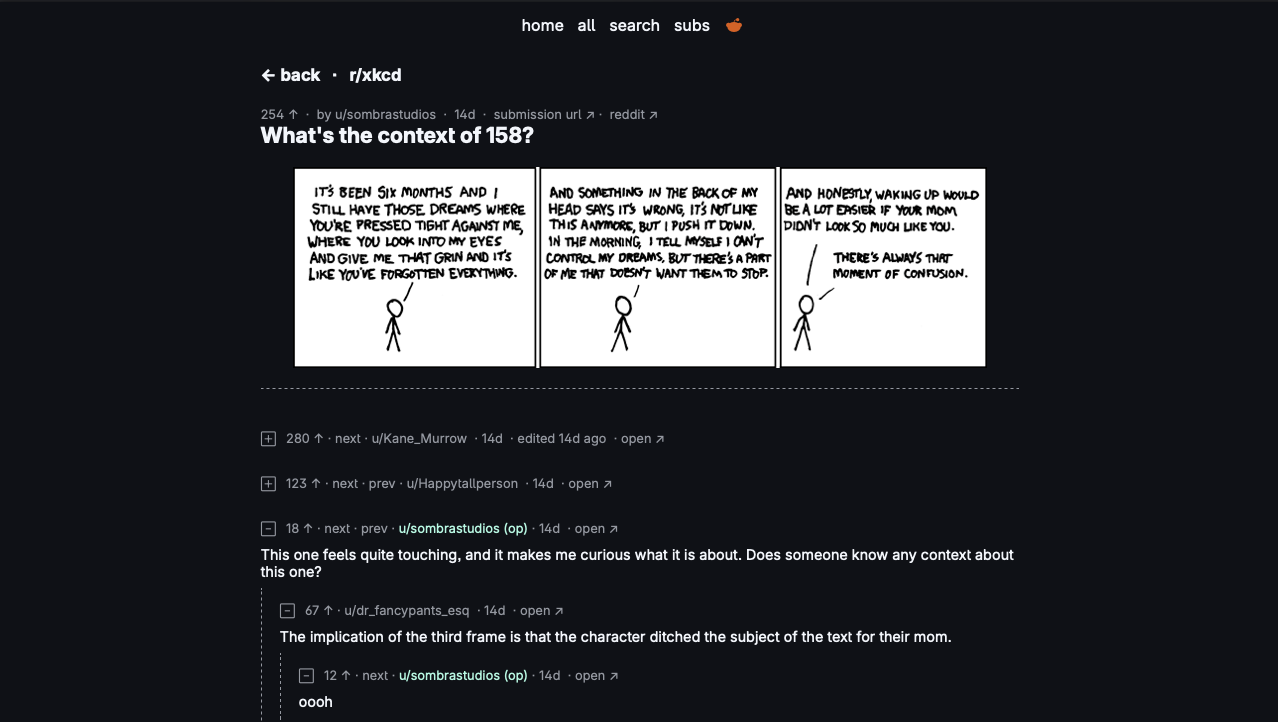 home all search subs
← back · r/xkcd
254 ↑ · by u/sombrastudios · 14d · submission url ↗ · reddit ↗
What's the context of 158?
IT'S BEEN SIX MONTHS AND I
STILL HAVE THOSE DREAMS WHERE
YOU'RE PRESSED TIGHT AGAINST ME,
WHERE YOU LOOK INTO MY EYES
AND GIVE ME THAT GRIN AND IT'S
LIKE YOU'VE FORGOTTEN EVERYTHING.
AND SOMETHING IN THE BACK OF MY
HEAD SAYS IT'S WRONG, IT'S NOT LIKE
THIS ANYMORE, BUT I PUSH IT DOWN.
IN THE MORNING, I TELL MYSELF I CAN'T
CONTROL MY DREAMS, BUT THERE'S A PART
OF ME THAT DOESN'T WANT THEM TO STOP.
AND HONESTLY, WAKING UP WOULD
BE A LOT EASIER IF YOUR MOM
DIDN'T LOOK SO MUCH LIKE YOU.
THERE'S ALWAYS THAT
MOMENT OF CONFUSION.
280 ↑ · next · u/Kane_Murrow · 14d · edited 14d ago · open ↗
123 ↑ · next · prev · u/Happytallperson · 14d · open ↗
18 ↑ · next · prev · u/sombrastudios (op) · 14d · open ↗
This one feels quite touching, and it makes me curious what it is about. Does someone know any context about
this one?
67 ↑ · u/dr_fancypants_esq · 14d · open ↗
The implication of the third frame is that the character ditched the subject of the text for their mom.
12 ↑ · next · u/sombrastudios (op) · 14d · open ↗
oooh